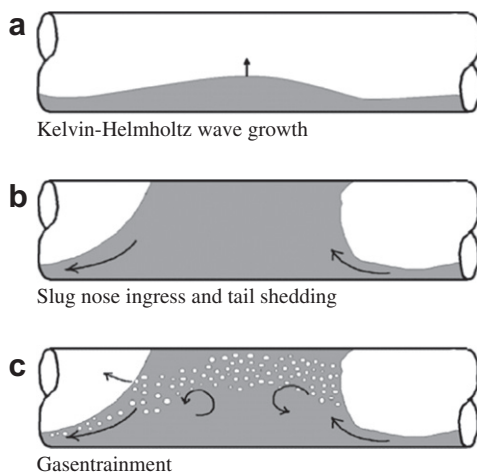 a
Kelvin-Helmholtz wave growth
b
Slug nose ingress and tail shedding
c
Gasentrainment